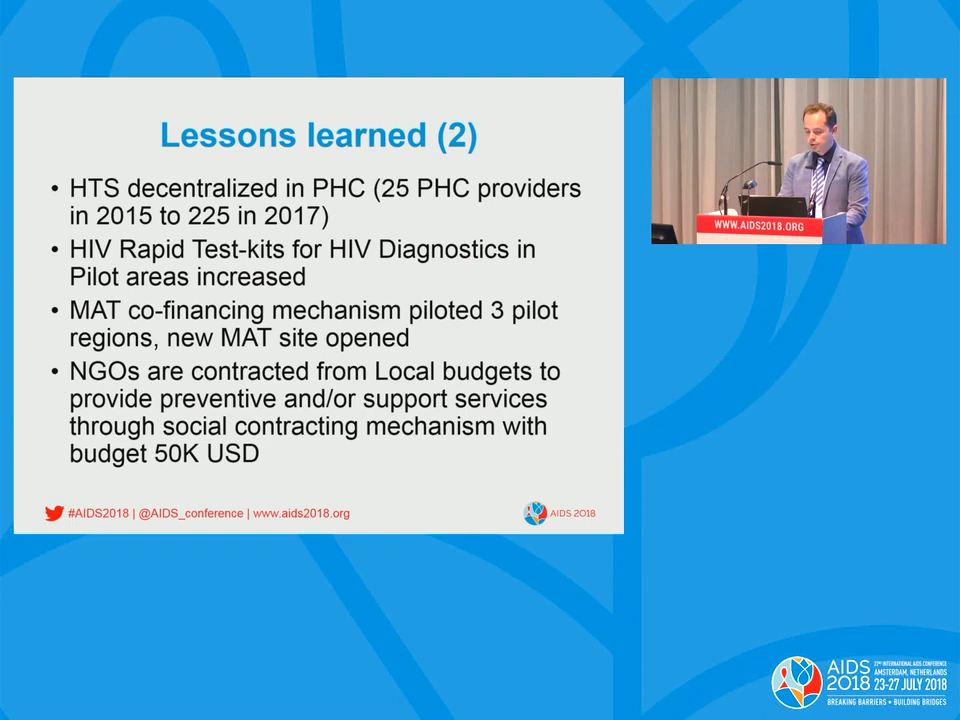 Lessons learned (2)
• HTS decentralized in PHC (25 PHC providers
in 2015 to 225 in 2017)
• HIV Rapid Test-kits for HIV Diagnostics in
Pilot areas increased
• MAT co-financing mechanism piloted 3 pilot
regions, new MAT site opened
• NGOs are contracted from Local budgets to
provide preventive and/or support services
through social contracting mechanism with
budget 50K USD
#AIDS2018 | @AIDS_conference | www.aids2018.org
AIDS 2018
WWW.AIDS2018.ORG
AIDS
2018
22ND INTERNATIONAL AIDS CONFERENCE
AMSTERDAM, NETHERLANDS
23-27 JULY 2018
BREAKING BARRIERS • BUILDING BRIDGES